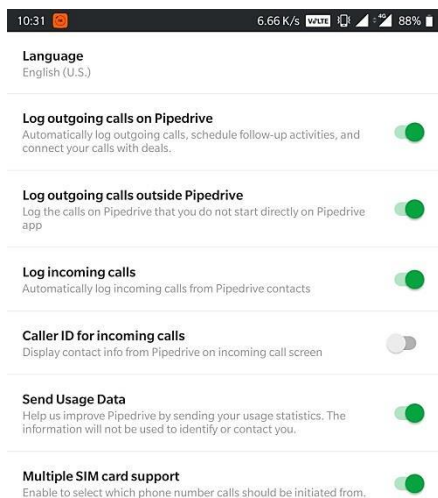 10:31 6.66 K/s VoLTE 4G 88%
Language
English (U.S.)
Log outgoing calls on Pipedrive
Automatically log outgoing calls, schedule follow-up activities, and
connect your calls with deals.
Log outgoing calls outside Pipedrive
Log the calls on Pipedrive that you do not start directly on Pipedrive
app
Log incoming calls
Automatically log incoming calls from Pipedrive contacts
Caller ID for incoming calls
Display contact info from Pipedrive on incoming call screen
Send Usage Data
Help us improve Pipedrive by sending your usage statistics. The
information will not be used to identify or contact you.
Multiple SIM card support
Enable to select which phone number calls should be initiated from.